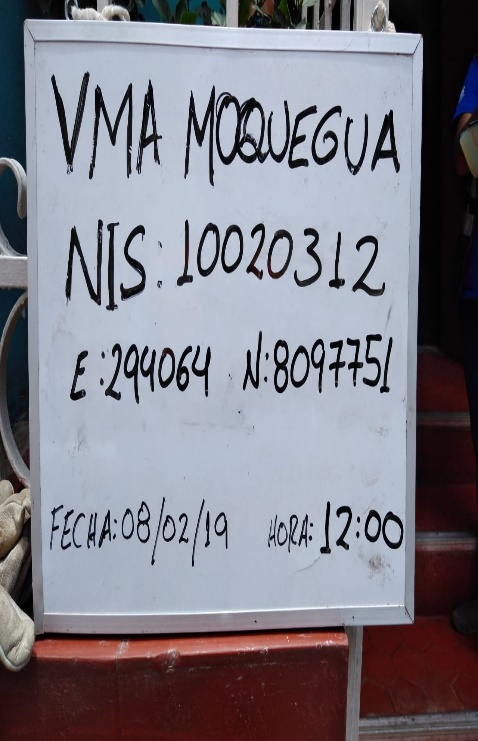 VMA MOQUEGUA
NIS: 10020312
E:294064 N:8097751
FECHA:08/02/19 HORA: 12:00